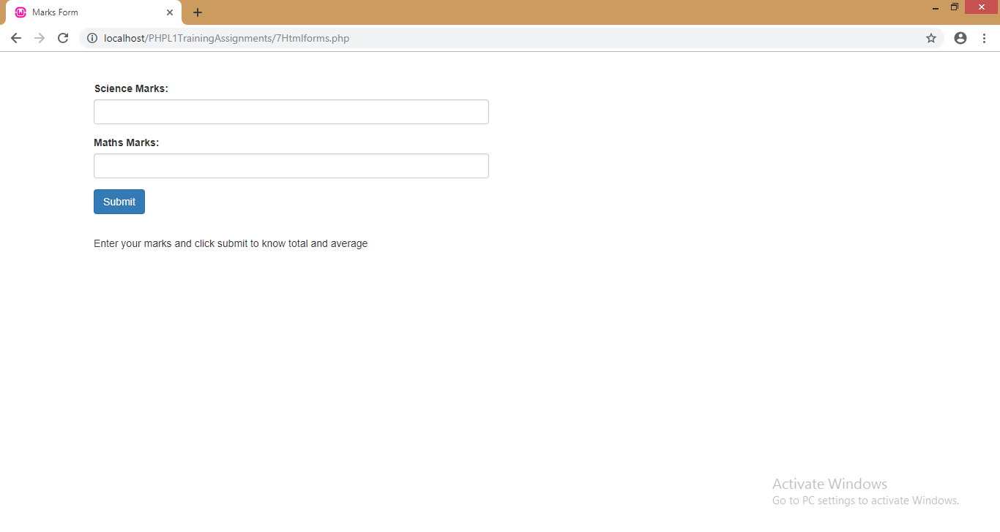 Marks Form
localhost/PHPL1TrainingAssignments/7Htmlforms.php
Science Marks:
Maths Marks:
Submit
Enter your marks and click submit to know total and average
Activate Windows
Go to PC settings to activate Windows.